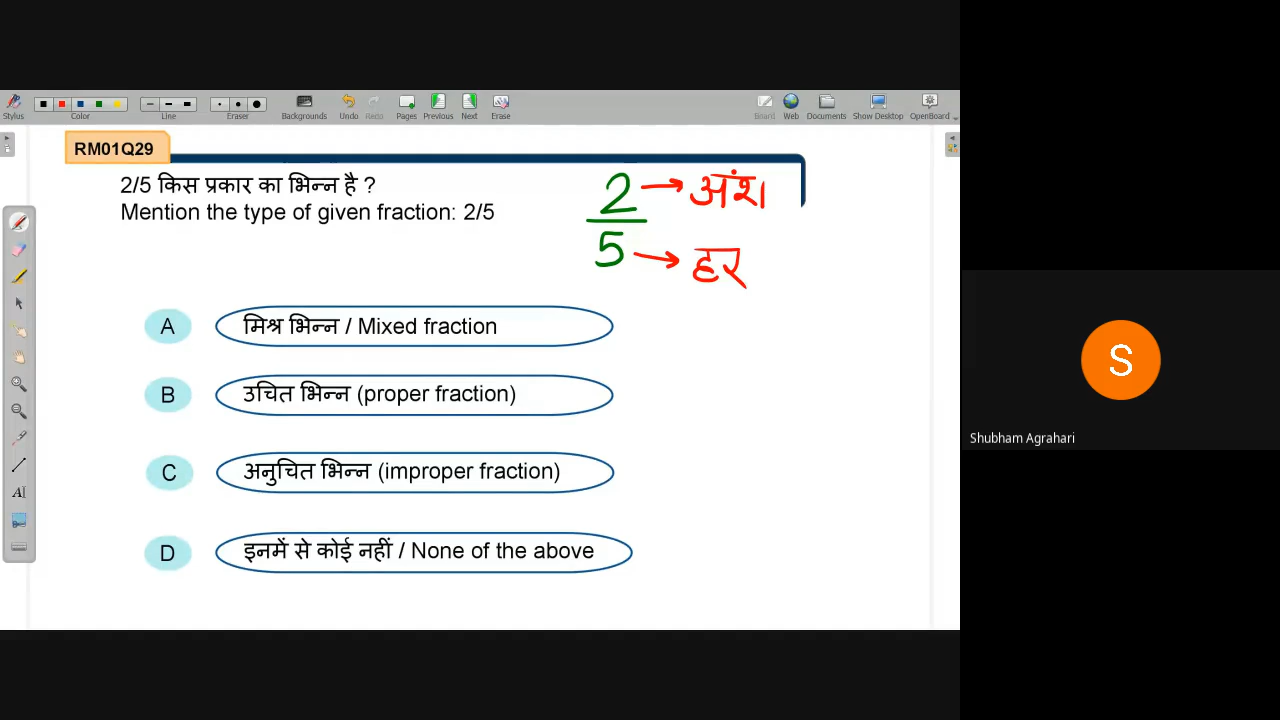 Stylus
Color
Line
Eraser
Backgrounds
Undo
Redo
Pages
Previous
Next
Erase
Board
Web
Documents
Show Desktop
OpenBoard
RM01Q29
2/5 किस प्रकार का भिन्न है ?
Mention the type of given fraction: 2/5
2 → अंश
5 → हर
A मिश्र भिन्न / Mixed fraction
B उचित भिन्न (proper fraction)
C अनुचित भिन्न (improper fraction)
D इनमें से कोई नहीं / None of the above
AI
S
Shubham Agrahari